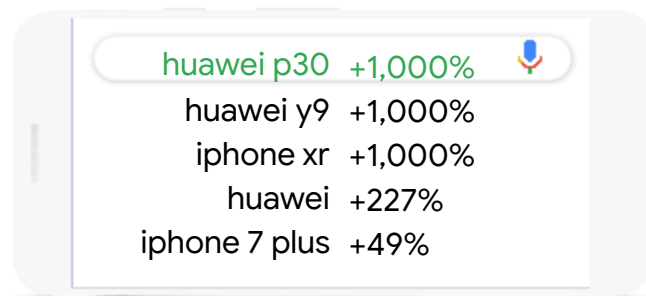 huawei p30 +1,000%
huawei y9 +1,000%
iphone xr +1,000%
huawei +227%
iphone 7 plus +49%